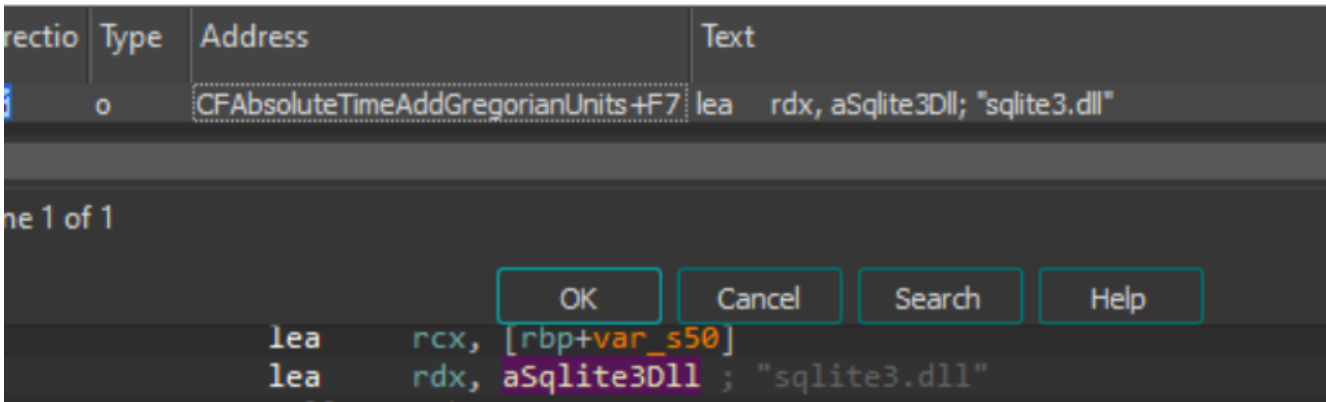 rectio Type Address Text
o CFAbsoluteTimeAddGregorianUnits+F7 lea rdx, aSqlite3Dll; "sqlite3.dll"
ne 1 of 1
OK Cancel Search Help
lea rcx, [rbp+var_s50]
lea rdx, aSqlite3Dll ; "sqlite3.dll"